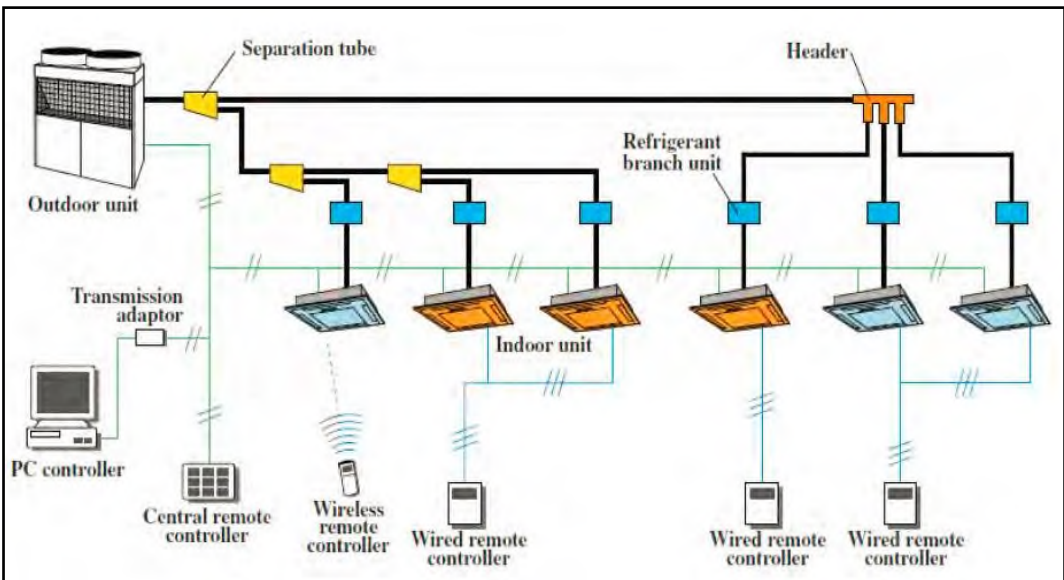 Separation tube
Header
Refrigerant
branch unit
Outdoor unit
Transmission
adaptor
Indoor unit
PC controller
Central remote
controller
Wireless
remote
controller
Wired remote
controller
Wired remote
controller
Wired remote
controller